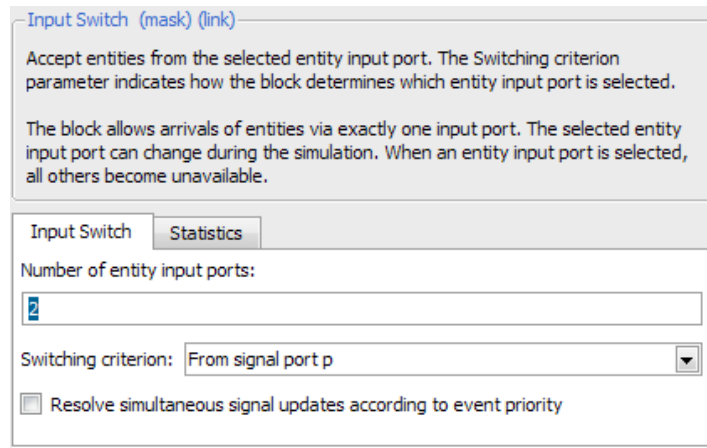 Input Switch (mask) (link)
Accept entities from the selected entity input port. The Switching criterion
parameter indicates how the block determines which entity input port is selected.
The block allows arrivals of entities via exactly one input port. The selected entity
input port can change during the simulation. When an entity input port is selected,
all others become unavailable.
Input Switch Statistics
Number of entity input ports:
2
Switching criterion: From signal port p
Resolve simultaneous signal updates according to event priority